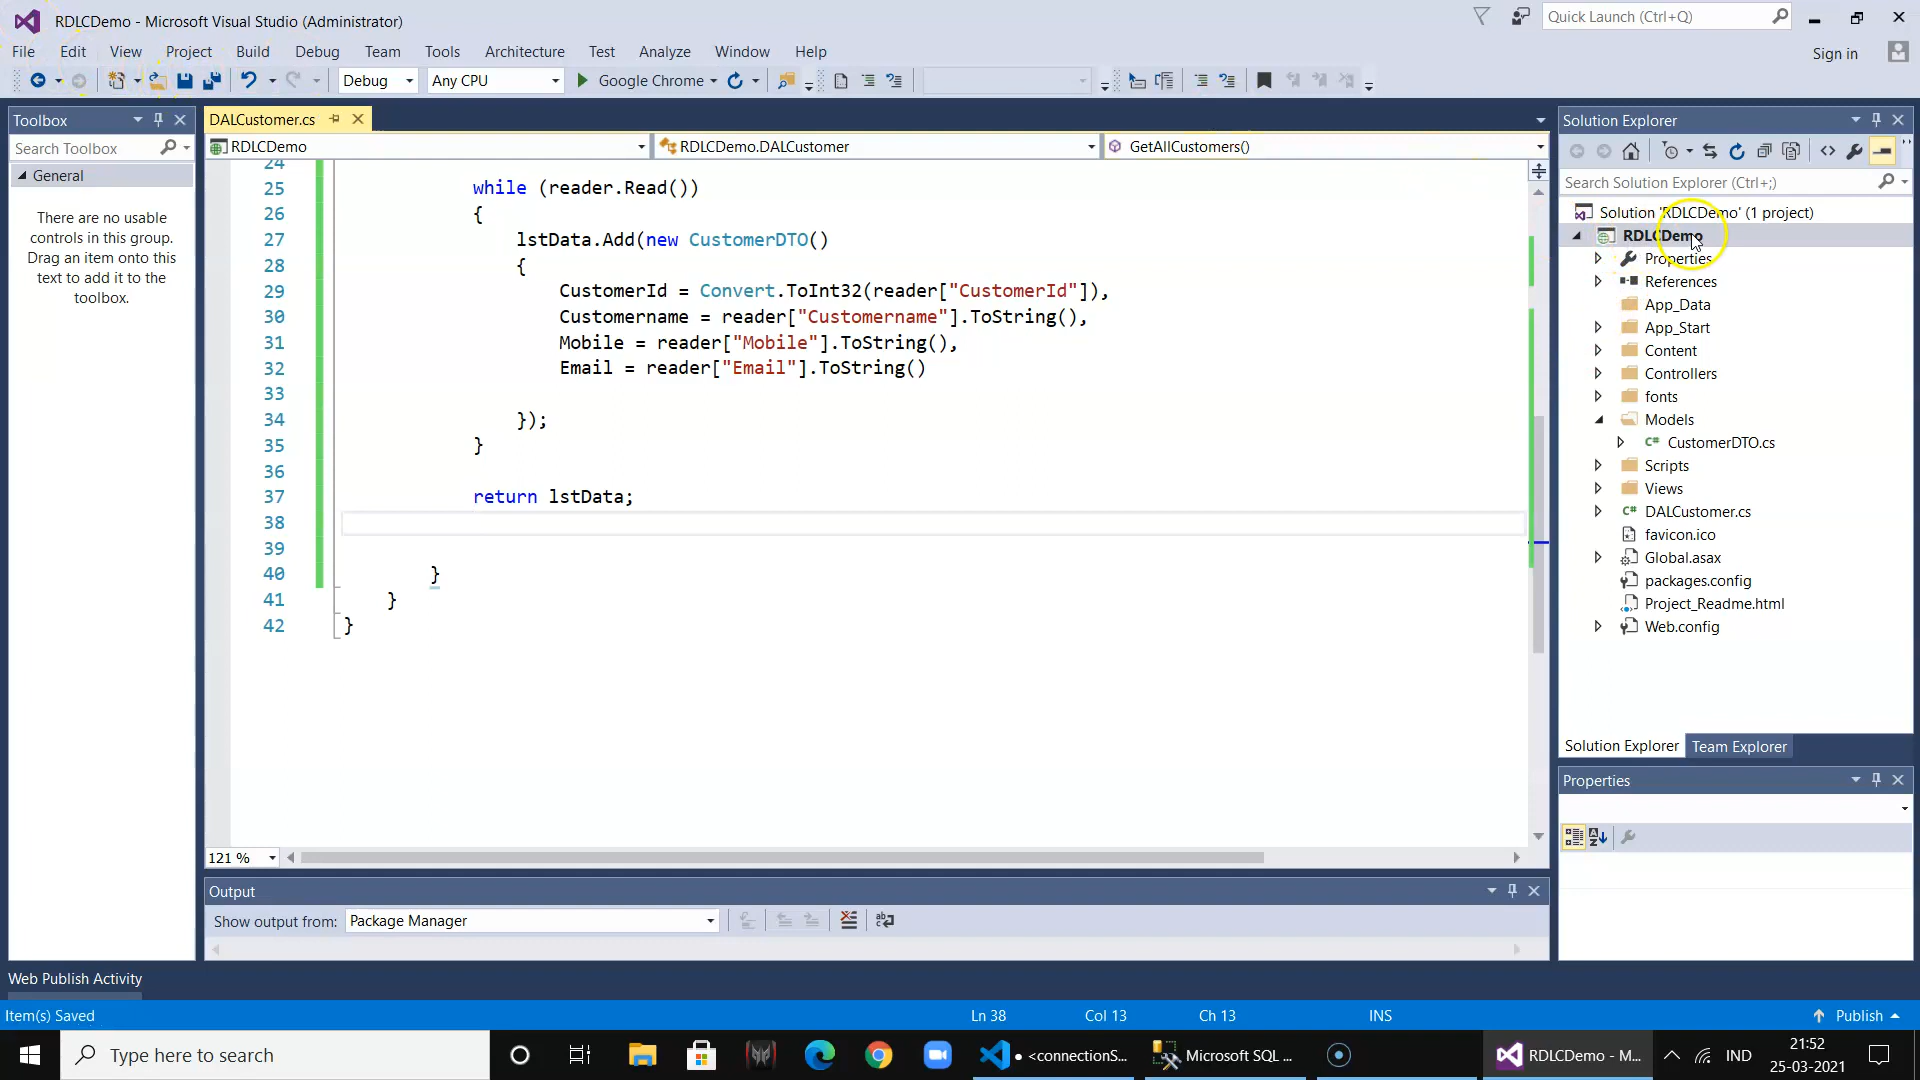 RDLCDemo - Microsoft Visual Studio (Administrator)
Quick Launch (Ctrl+Q)
File Edit View Project Build Debug Team Tools Architecture Test Analyze Window Help
Sign in
Debug Any CPU Google Chrome
Toolbox
Search Toolbox
General
There are no usable
controls in this group.
Drag an item onto this
text to add it to the
toolbox.
DALCustomer.cs
RDLCDemo RDLCDemo.DALCustomer GetAllCustomers()
24
25 while (reader.Read())
26 {
27 lstData.Add(new CustomerDTO()
28 {
29 CustomerId = Convert.ToInt32(reader["CustomerId"]),
30 Customername = reader["Customername"].ToString(),
31 Mobile = reader["Mobile"].ToString(),
32 Email = reader["Email"].ToString()
33
34 });
35 }
36
37 return lstData;
38
39
40 }
41 }
42 }
121 %
Output
Show output from: Package Manager
Solution Explorer
Search Solution Explorer (Ctrl+;)
Solution 'RDLCDemo' (1 project)
RDLCDemo
Properties
References
App_Data
App_Start
Content
Controllers
fonts
Models
C# CustomerDTO.cs
Scripts
Views
C# DALCustomer.cs
favicon.ico
Global.asax
packages.config
Project_Readme.html
Web.config
Solution Explorer Team Explorer
Properties
Web Publish Activity
Item(s) Saved Ln 38 Col 13 Ch 13 INS Publish
Type here to search
<connectionS...
Microsoft SQL ...
RDLCDemo - M...
IND
21:52
25-03-2021